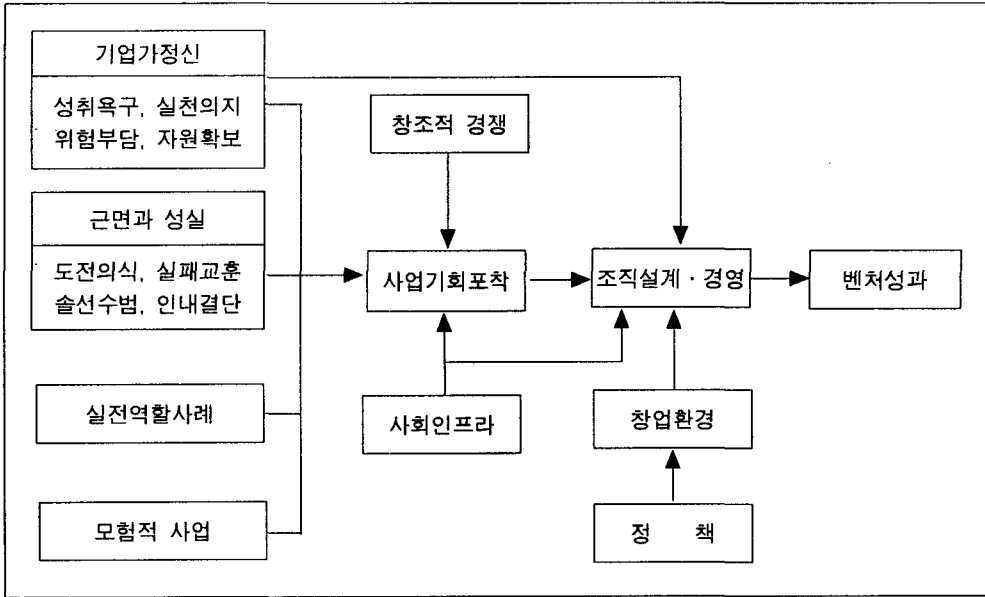 기업가정신
성취욕구, 실천의지
위험부담, 자원확보
근면과 성실
도전의식, 실패교훈
솔선수범, 인내결단
실전역할사례
모험적 사업
창조적 경쟁
사업기회포착
사회인프라
조직설계 · 경영
창업환경
정 책
벤처성과